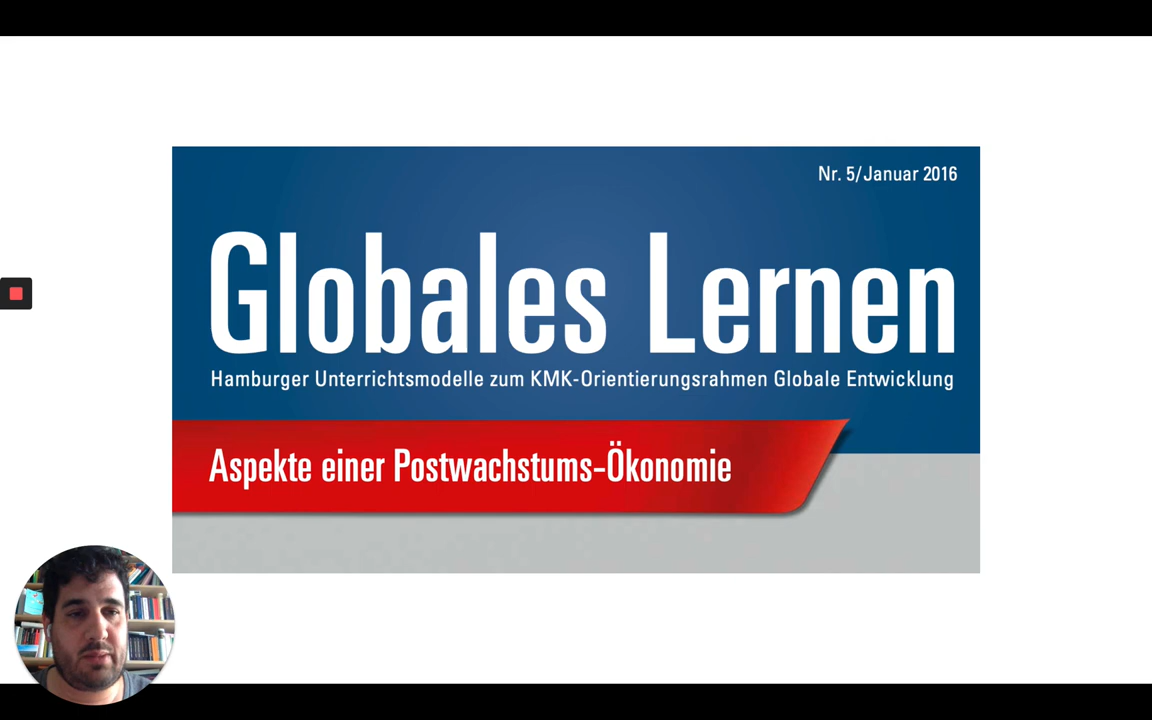 Nr. 5/Januar 2016
Globales Lernen
Hamburger Unterrichtsmodelle zum KMK-Orientierungsrahmen Globale Entwicklung
Aspekte einer Postwachstums-Ökonomie